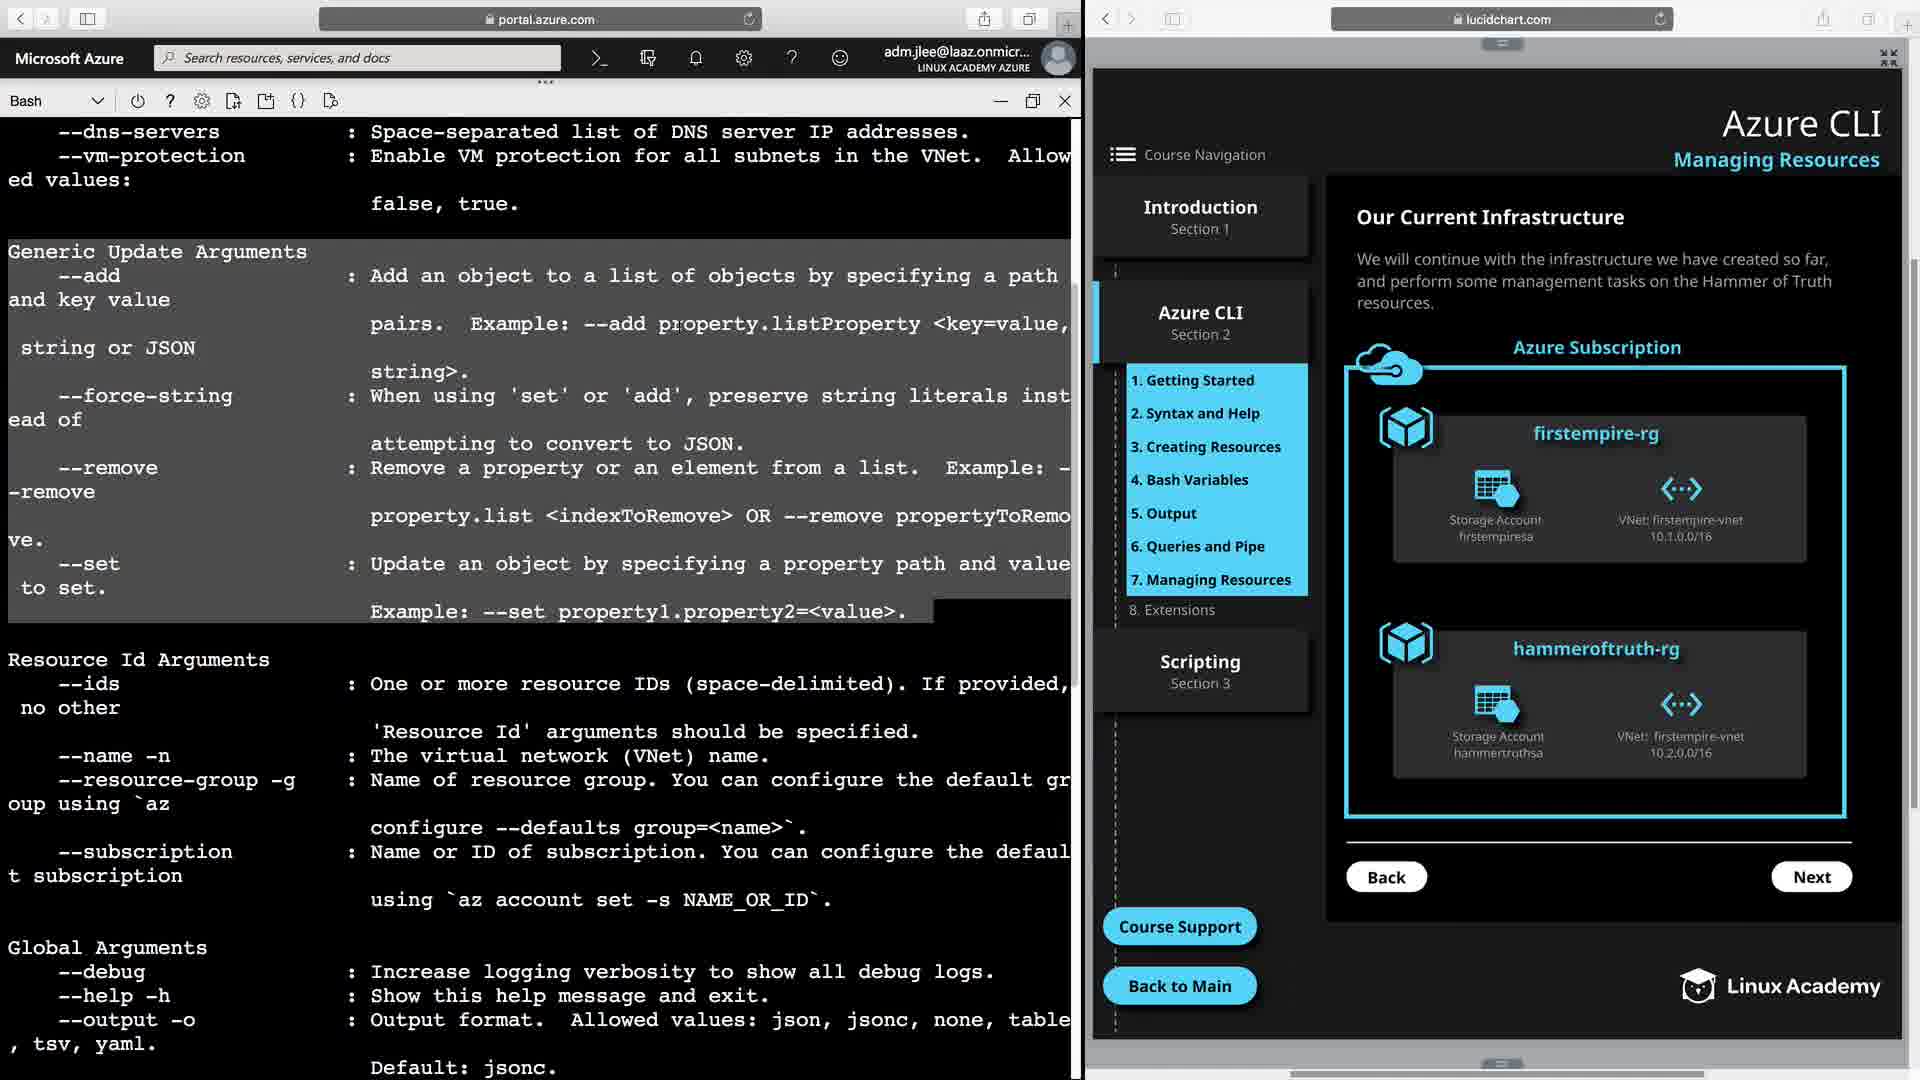 portal.azure.com
Microsoft Azure
Search resources, services, and docs
adm.jlee@laaz.onmicr...
LINUX ACADEMY AZURE
Bash
--dns-servers : Space-separated list of DNS server IP addresses.
--vm-protection : Enable VM protection for all subnets in the VNet.  Allow
ed values:
false, true.
Generic Update Arguments
--add : Add an object to a list of objects by specifying a path
and key value
pairs.  Example: --add property.listProperty <key=value,
string or JSON
string>.
--force-string : When using 'set' or 'add', preserve string literals inst
ead of
attempting to convert to JSON.
--remove : Remove a property or an element from a list.  Example: -
-remove
property.list <indexToRemove> OR --remove propertyToRemo
ve.
--set : Update an object by specifying a property path and value
to set.
Example: --set property1.property2=<value>.
Resource Id Arguments
--ids : One or more resource IDs (space-delimited). If provided,
no other
'Resource Id' arguments should be specified.
--name -n : The virtual network (VNet) name.
--resource-group -g : Name of resource group. You can configure the default gr
oup using `az
configure --defaults group=<name>`.
--subscription : Name or ID of subscription. You can configure the defaul
t subscription
using `az account set -s NAME_OR_ID`.
Global Arguments
--debug : Increase logging verbosity to show all debug logs.
--help -h : Show this help message and exit.
--output -o : Output format.  Allowed values: json, jsonc, none, table
, tsv, yaml.
Default: jsonc.
lucidchart.com
Azure CLI
Managing Resources
Course Navigation
Introduction
Section 1
Azure CLI
Section 2
1. Getting Started
2. Syntax and Help
3. Creating Resources
4. Bash Variables
5. Output
6. Queries and Pipe
7. Managing Resources
8. Extensions
Scripting
Section 3
Course Support
Back to Main
Our Current Infrastructure
We will continue with the infrastructure we have created so far,
and perform some management tasks on the Hammer of Truth
resources.
Azure Subscription
firstempire-rg
Storage Account
firstempiresa
VNet: firstempire-vnet
10.1.0.0/16
hammeroftruth-rg
Storage Account
hammertrothsa
VNet: firstempire-vnet
10.2.0.0/16
Back
Next
Linux Academy